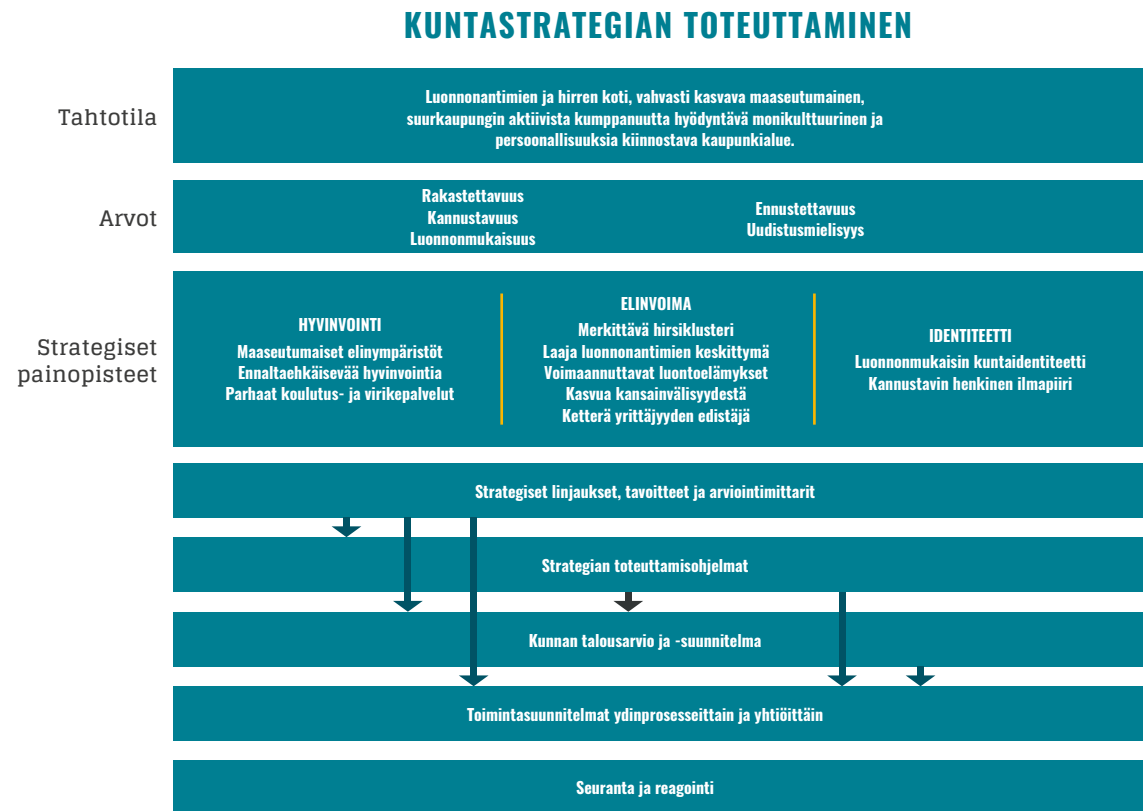 KUNTASTRATEGIAN TOTEUTTAMINEN
Tahtotila
Luonnonantimien ja hirren koti, vahvasti kasvava maaseutumainen,
suurkaupungin aktiivista kumppanuutta hyödyntävä monikulttuurinen ja
persoonallisuuksia kiinnostava kaupunkialue.
Arvot
Rakastettavuus
Kannustavuus
Luonnonmukaisuus
Ennustettavuus
Uudistusmielisyys
Strategiset
painopisteet
HYVINVOINTI
Maaseutumaiset elinympäristöt
Ennaltaehkäisevää hyvinvointia
Parhaat koulutus- ja virikepalvelut
ELINVOIMA
Merkittävä hirsiklusteri
Laaja luonnonantimien keskittymä
Voimaannuttavat luontoelämykset
Kasvua kansainvälisyydestä
Ketterä yrittäjyyden edistäjä
IDENTITEETTI
Luonnonmukaisin kuntaidentiteetti
Kannustavin henkinen ilmapiiri
Strategiset linjaukset, tavoitteet ja arviointimittarit
Strategian toteuttamisohjelmat
Kunnan talousarvio ja -suunnitelma
Toimintasuunnitelmat ydinprosesseittain ja yhtiöittäin
Seuranta ja reagointi